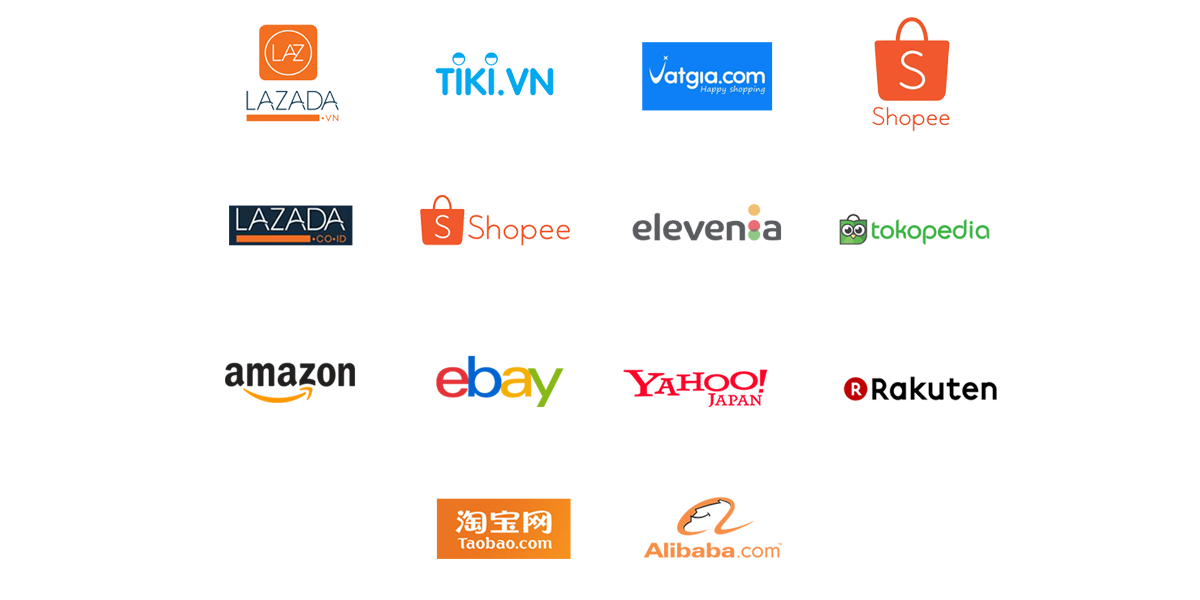 LAZ
LAZADA
.VN
TiKi.VN
vatgia.com
Happy shopping
S
Shopee
LAZADA
.CO.ID
S
Shopee
elevenia
tokopedia
amazon
ebay
YAHOO!
JAPAN
R Rakuten
淘宝网
Taobao.com
Alibaba.com™